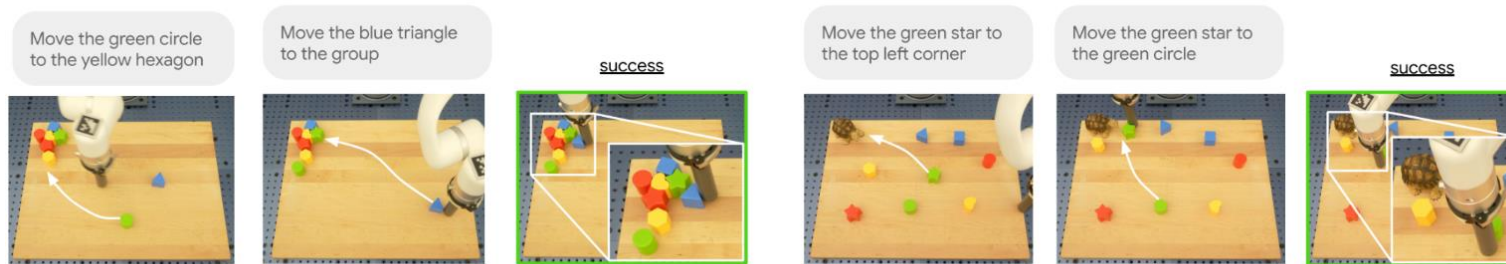 Move the green circle
to the yellow hexagon
Move the blue triangle
to the group
success
Move the green star to
the top left corner
Move the green star to
the green circle
success